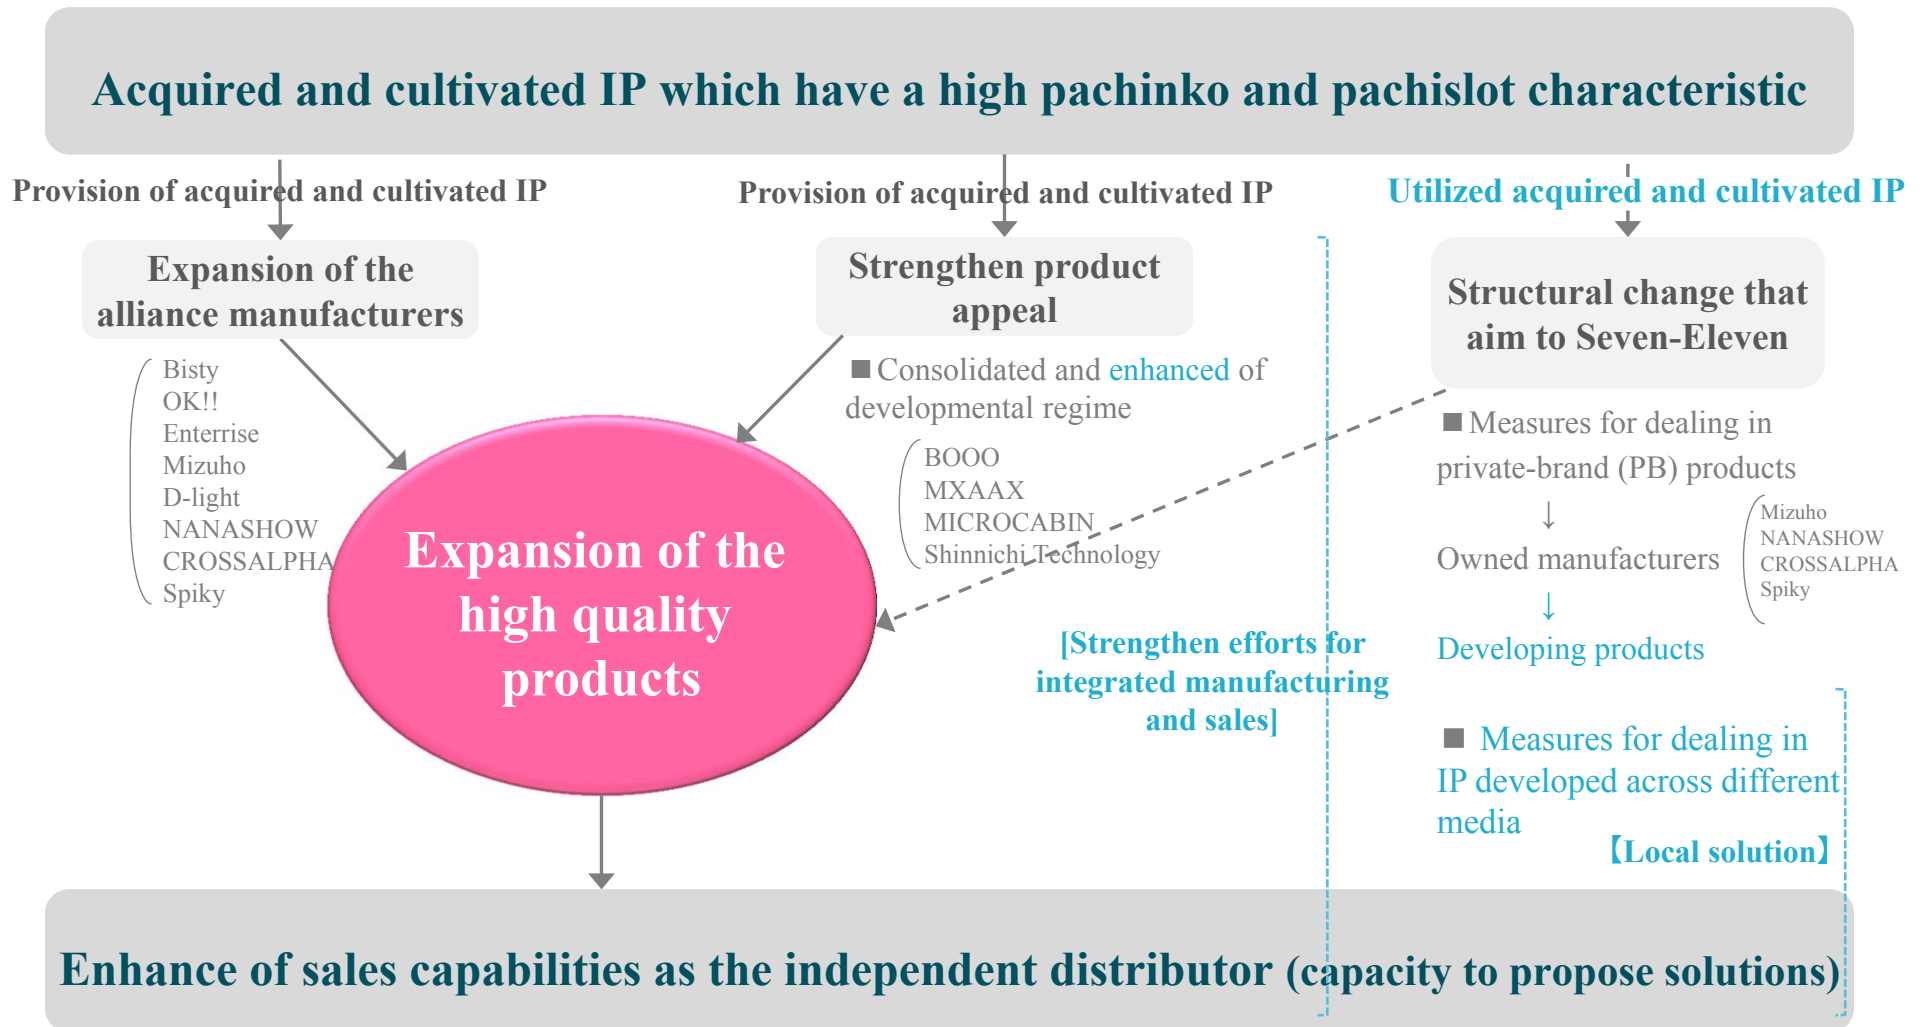 Acquired and cultivated IP which have a high pachinko and pachislot characteristic
Provision of acquired and cultivated IP
Expansion of the
alliance manufacturers
Bisty
OK!!
Enterrise
Mizuho
D-light
NANASHOW
CROSSALPHA
Spiky
Provision of acquired and cultivated IP
Strengthen product
appeal
■Consolidated and enhanced of
developmental regime
BOOO
MXAAX
MICROCABIN
Shinnichi Technology
Expansion of the
high quality
products
[Strengthen efforts for
integrated manufacturing
and sales]
Utilized acquired and cultivated IP
Structural change that
aim to Seven-Eleven
■Measures for dealing in
private-brand (PB) products
↓
Owned manufacturers
Mizuho
NANASHOW
CROSSALPHA
Spiky
↓
Developing products
■ Measures for dealing in
IP developed across different
media
【Local solution】
Enhance of sales capabilities as the independent distributor (capacity to propose solutions)